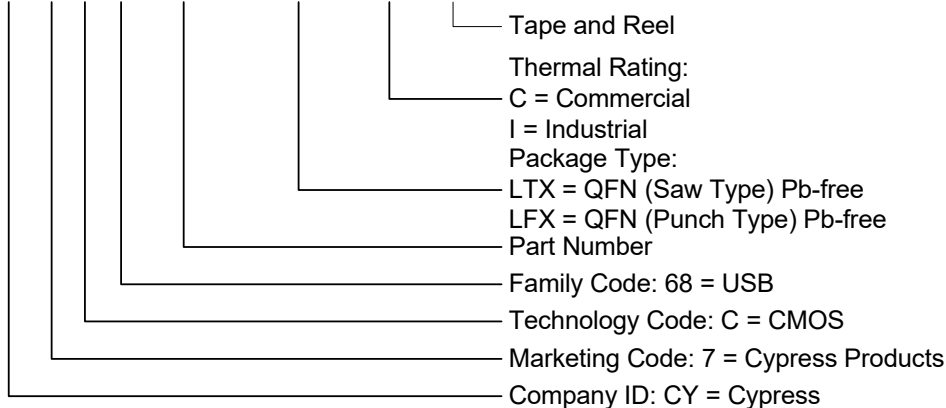 Tape and Reel
Thermal Rating:
C = Commercial
I = Industrial
Package Type:
LTX = QFN (Saw Type) Pb-free
LFX = QFN (Punch Type) Pb-free
Part Number
Family Code: 68 = USB
Technology Code: C = CMOS
Marketing Code: 7 = Cypress Products
Company ID: CY = Cypress